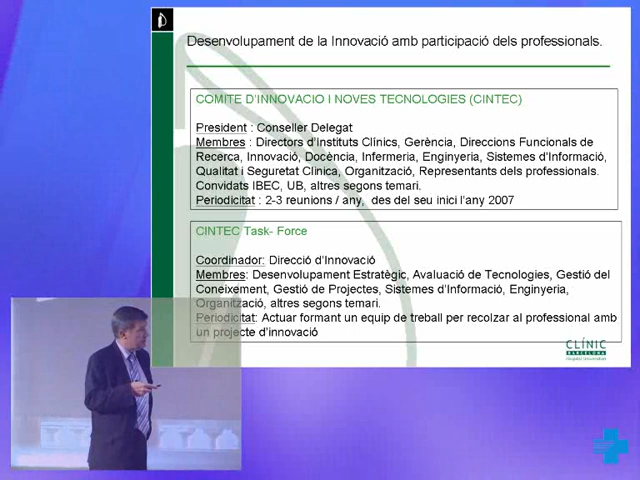 Desenvolupament de la Innovació amb participació dels professionals.
COMITE D'INNOVACIO I NOVES TECNOLOGIES (CINTEC)
President : Conseller Delegat
Membres : Directors d'Instituts Clínics, Gerència, Direccions Funcionals de
Recerca, Innovació, Docència, Infermeria, Enginyeria, Sistemes d'Informació,
Qualitat i Seguretat Clinica, Organització, Representants dels professionals.
Convidats IBEC, UB, altres segons temari.
Periodicitat : 2-3 reunions / any, des del seu inici l'any 2007
CINTEC Task- Force
Coordinador: Direcció d'Innovació
Membres: Desenvolupament Estratègic, Avaluació de Tecnologies, Gestió del
Coneixement, Gestió de Projectes, Sistemes d'Informació, Enginyeria,
Organització, altres segons temari.
Periodicitat: Actuar formant un equip de treball per recolzar al professional amb
un projecte d'innovació
CLÍNIC
BARCELONA
Hospital Universitari